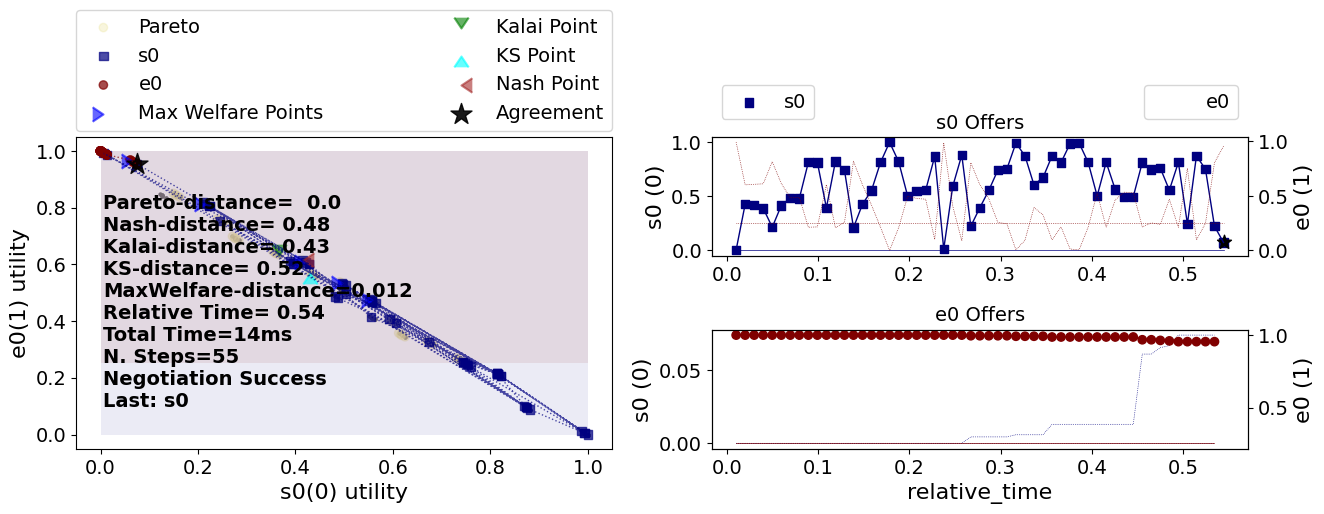 Pareto
s0
e0
Max Welfare Points
Kalai Point
KS Point
Nash Point
Agreement
1.0
0.8
0.6
0.4
0.2
0.0
e0(1) utility
Pareto-distance=  0.0
Nash-distance= 0.48
Kalai-distance= 0.43
KS-distance= 0.52
MaxWelfare-distance=0.012
Relative Time= 0.54
Total Time=14ms
N. Steps=55
Negotiation Success
Last: s0
0.0 0.2 0.4 0.6 0.8 1.0
s0(0) utility
s0
e0
s0 Offers
1.0
0.5
0.0
s0 (0)
1.0
0.5
0.0
e0 (1)
0.0 0.1 0.2 0.3 0.4 0.5
e0 Offers
0.05
0.00
s0 (0)
1.0
0.5
e0 (1)
0.0 0.1 0.2 0.3 0.4 0.5
relative_time